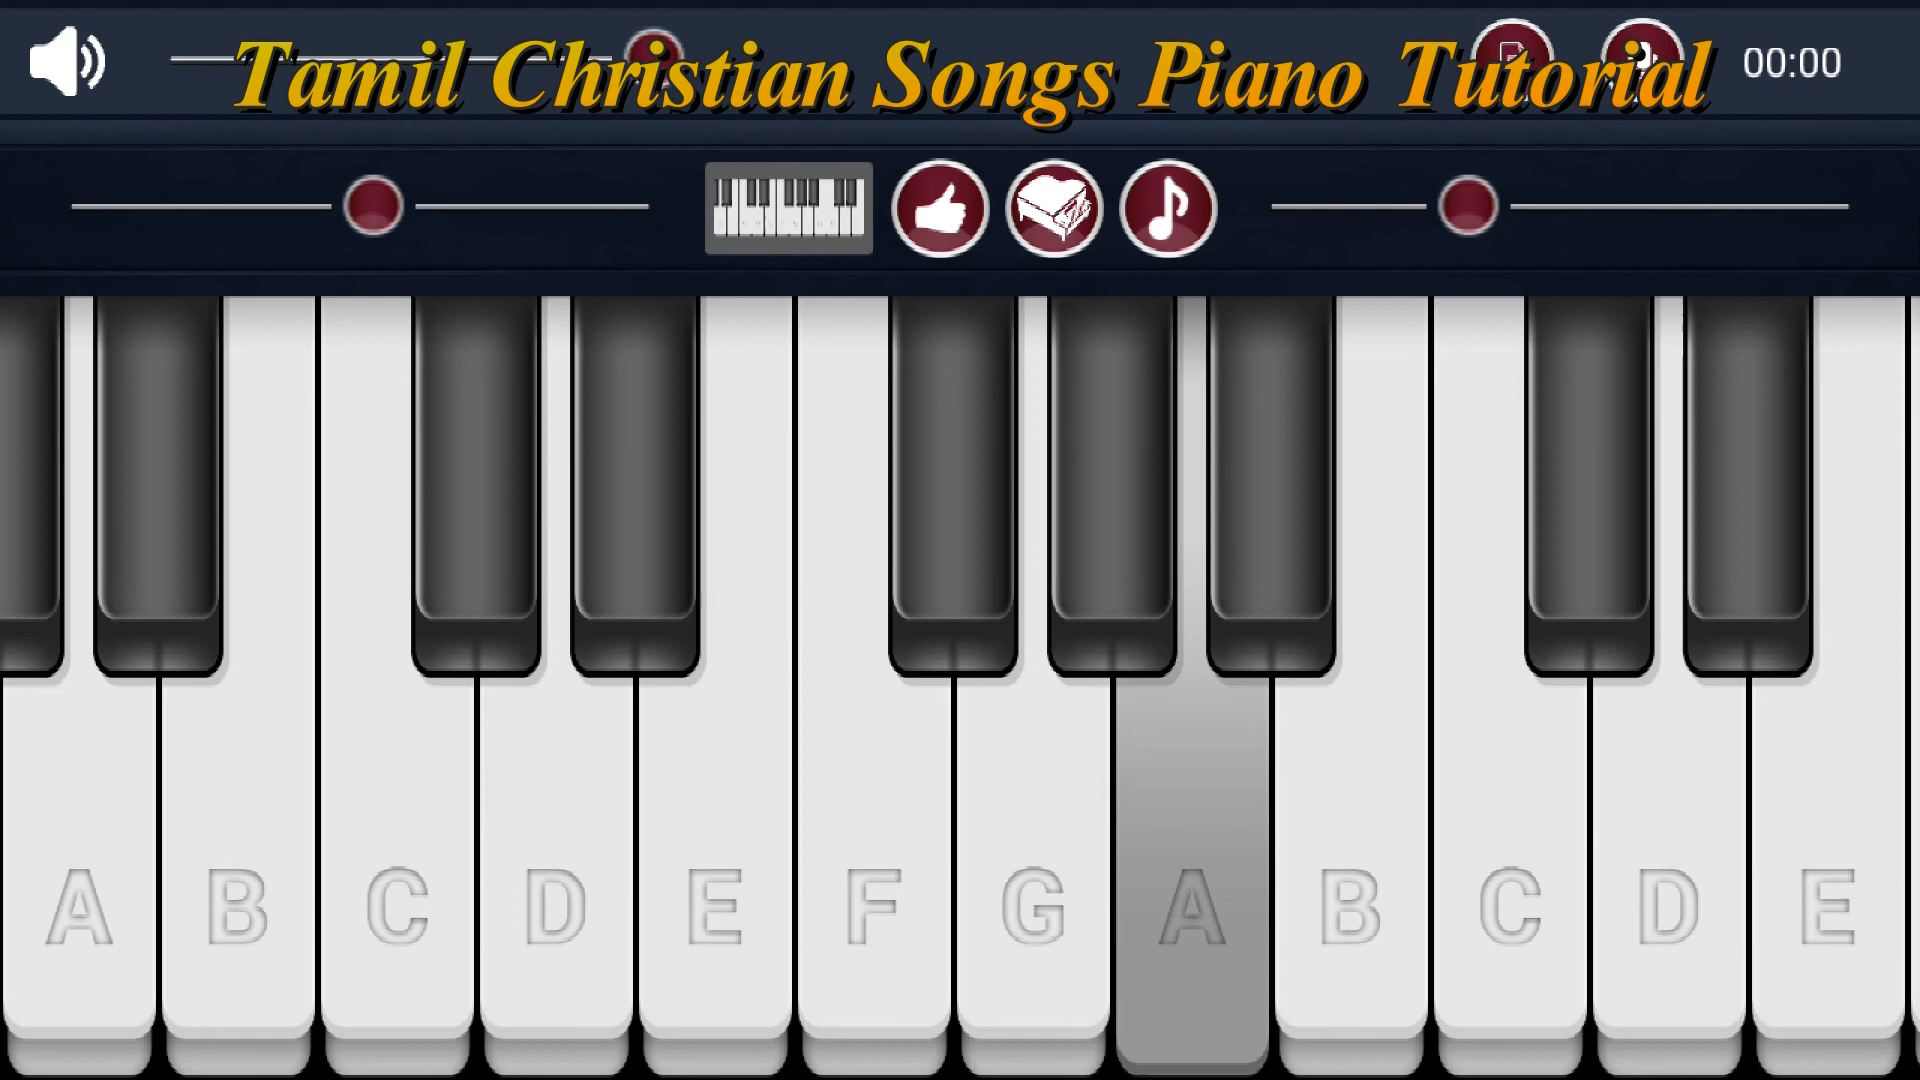 Tamil Christian Songs Piano Tutorial
00:00
A B C D E F G A B C D E